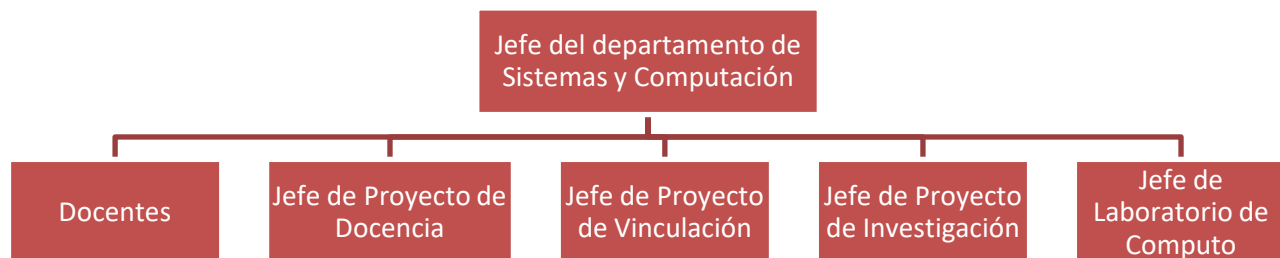 Jefe del departamento de
Sistemas y Computación
Docentes
Jefe de Proyecto de
Docencia
Jefe de Proyecto
de Vinculación
Jefe de Proyecto
de Investigación
Jefe de
Laboratorio de
Computo